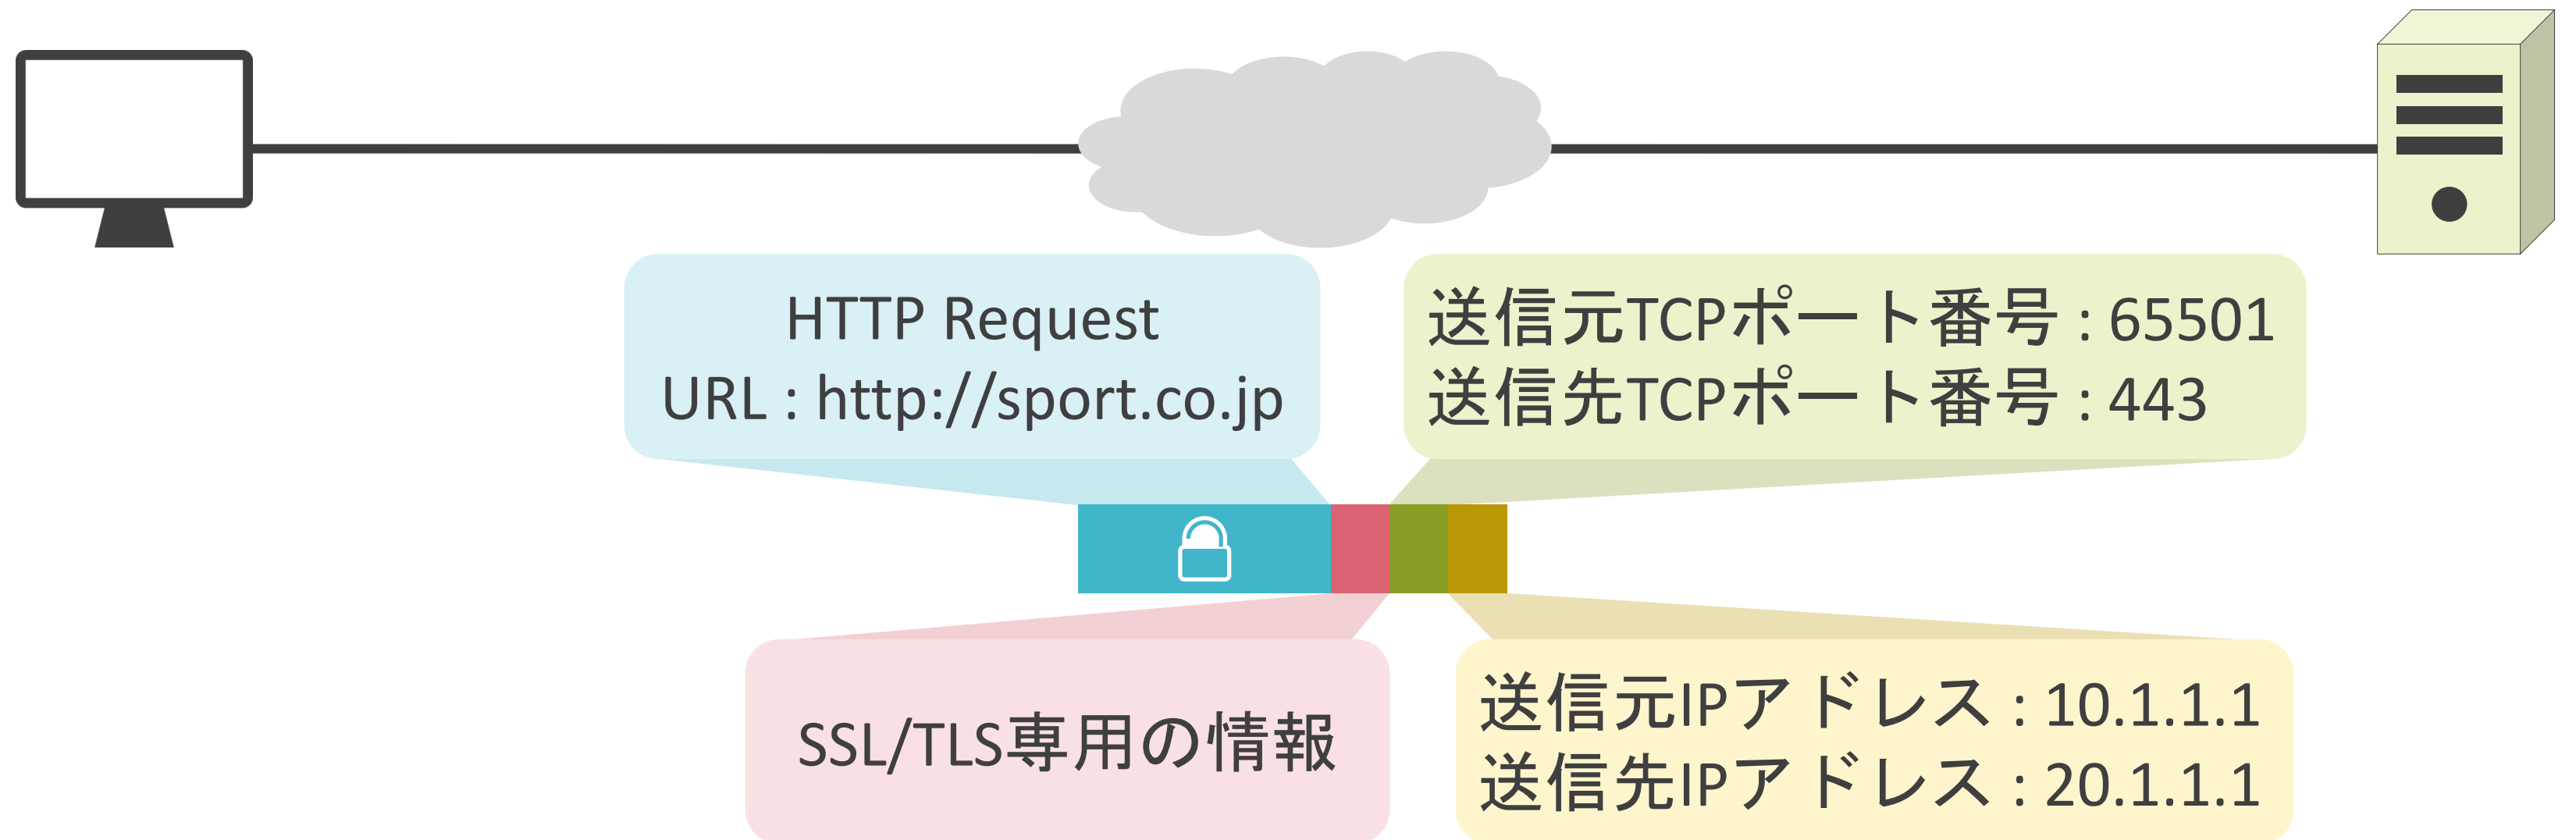 HTTP Request
URL : http://sport.co.jp
送信元TCPポート番号 : 65501
送信先TCPポート番号 : 443
SSL/TLS専用の情報
送信元IPアドレス : 10.1.1.1
送信先IPアドレス : 20.1.1.1